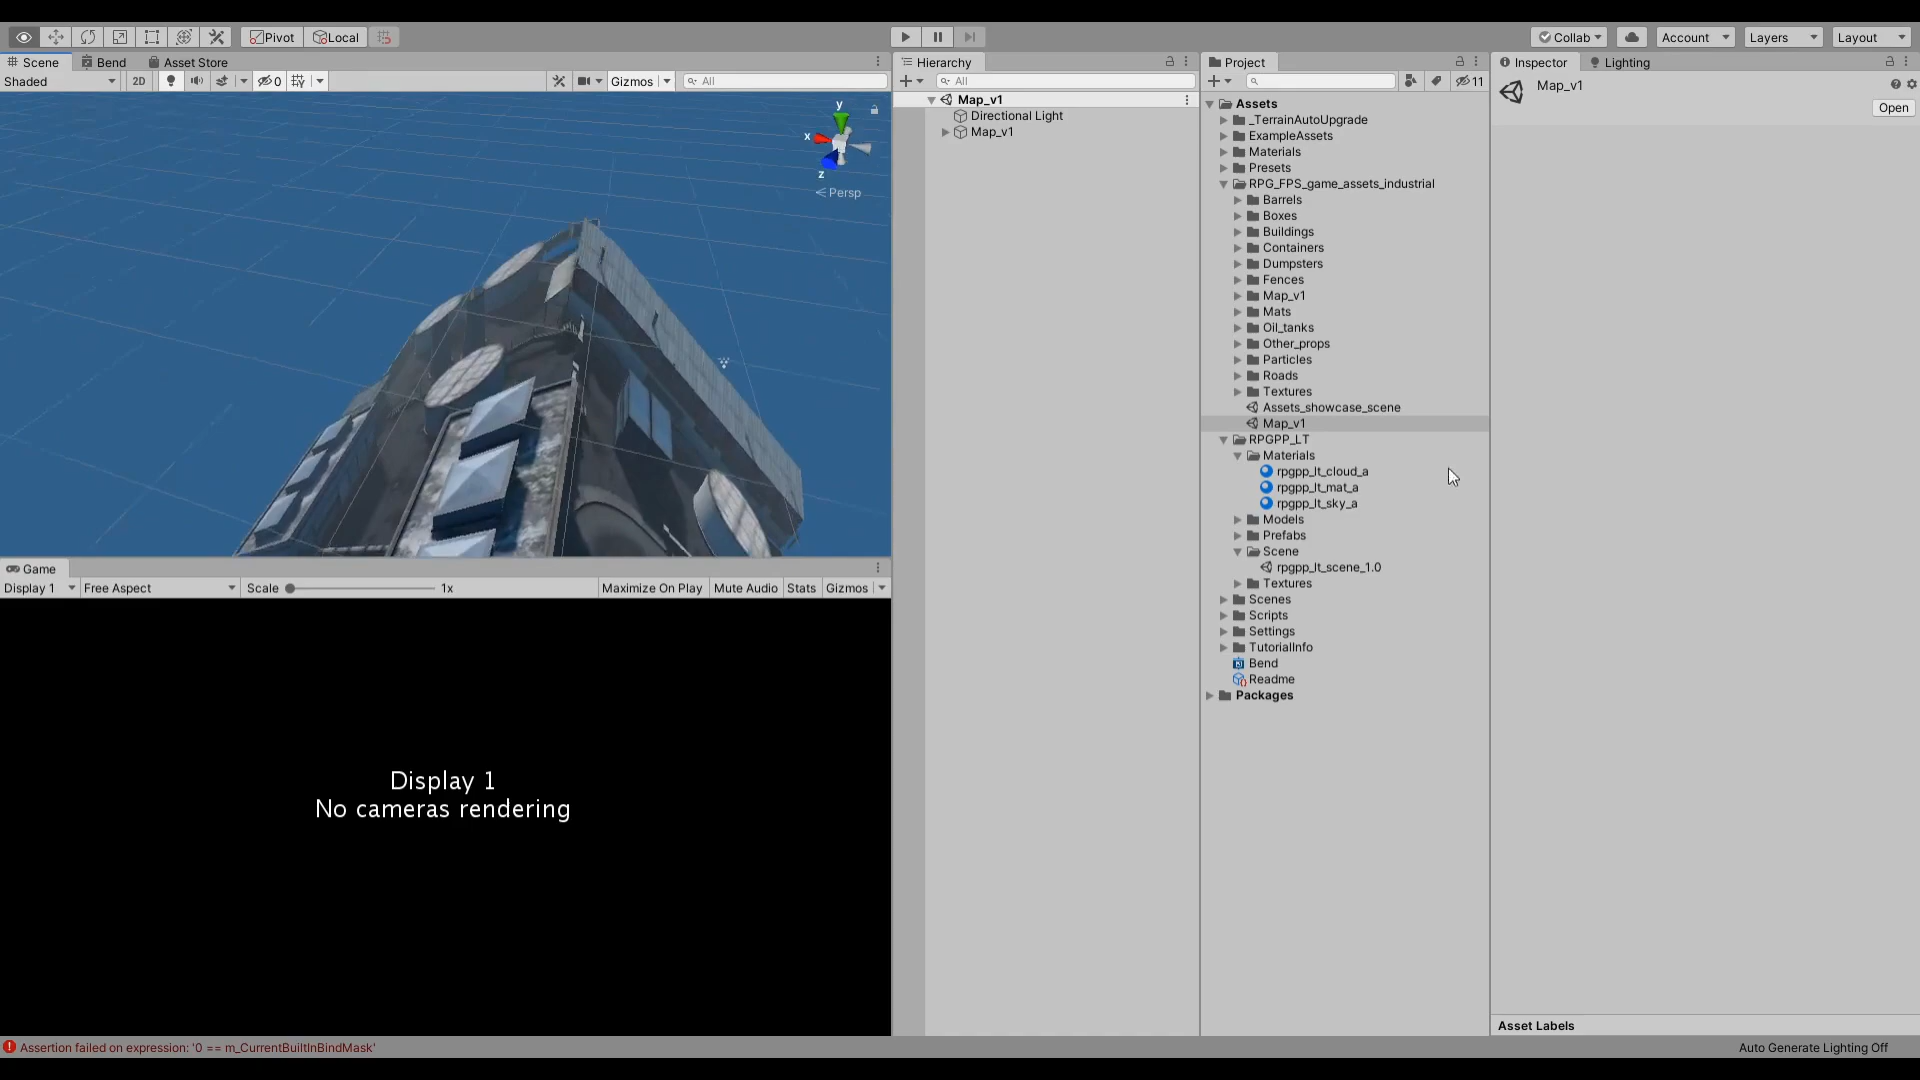 Pivot Local Collab Account Layers Layout
Scene Bend Asset Store
Shaded 2D 0 Gizmos All
y
x
z
Persp
Game
Display 1 Free Aspect Scale 1x Maximize On Play Mute Audio Stats Gizmos
Display 1
No cameras rendering
Hierarchy
All
Map_v1
Directional Light
Map_v1
Project
11
Assets
_TerrainAutoUpgrade
ExampleAssets
Materials
Presets
RPG_FPS_game_assets_industrial
Barrels
Boxes
Buildings
Containers
Dumpsters
Fences
Map_v1
Mats
Oil_tanks
Other_props
Particles
Roads
Textures
Assets_showcase_scene
Map_v1
RPGPP_LT
Materials
rpgpp_lt_cloud_a
rpgpp_lt_mat_a
rpgpp_lt_sky_a
Models
Prefabs
Scene
rpgpp_lt_scene_1.0
Textures
Scenes
Scripts
Settings
TutorialInfo
Bend
Readme
Packages
Inspector Lighting
Map_v1
Open
Asset Labels
Assertion failed on expression: '0 == m_CurrentBuiltInBindMask'
Auto Generate Lighting Off